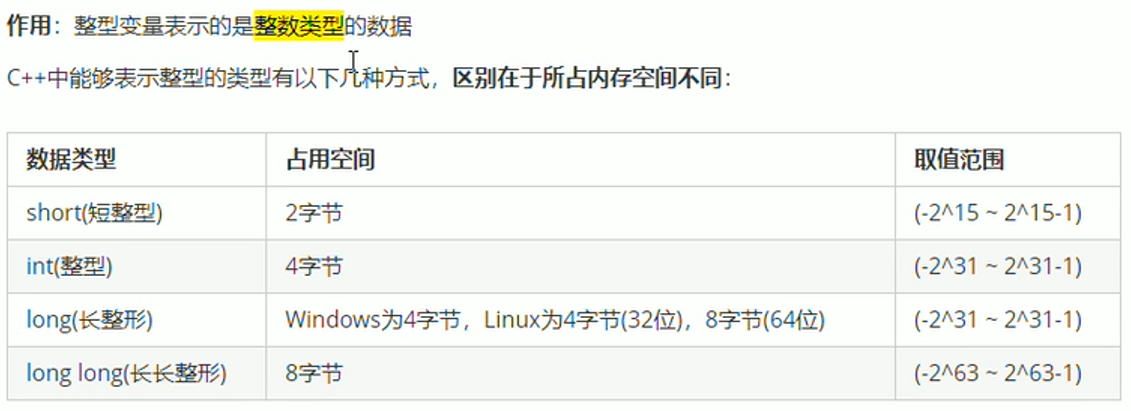 作用：整型变量表示的是整数类型的数据
C++中能够表示整型的类型有以下几种方式，区别在于所占内存空间不同：
数据类型 占用空间 取值范围
short(短整型) 2字节 (-2^15 ~ 2^15-1)
int(整型) 4字节 (-2^31 ~ 2^31-1)
long(长整形) Windows为4字节，Linux为4字节(32位)，8字节(64位) (-2^31 ~ 2^31-1)
long long(长长整形) 8字节 (-2^63 ~ 2^63-1)